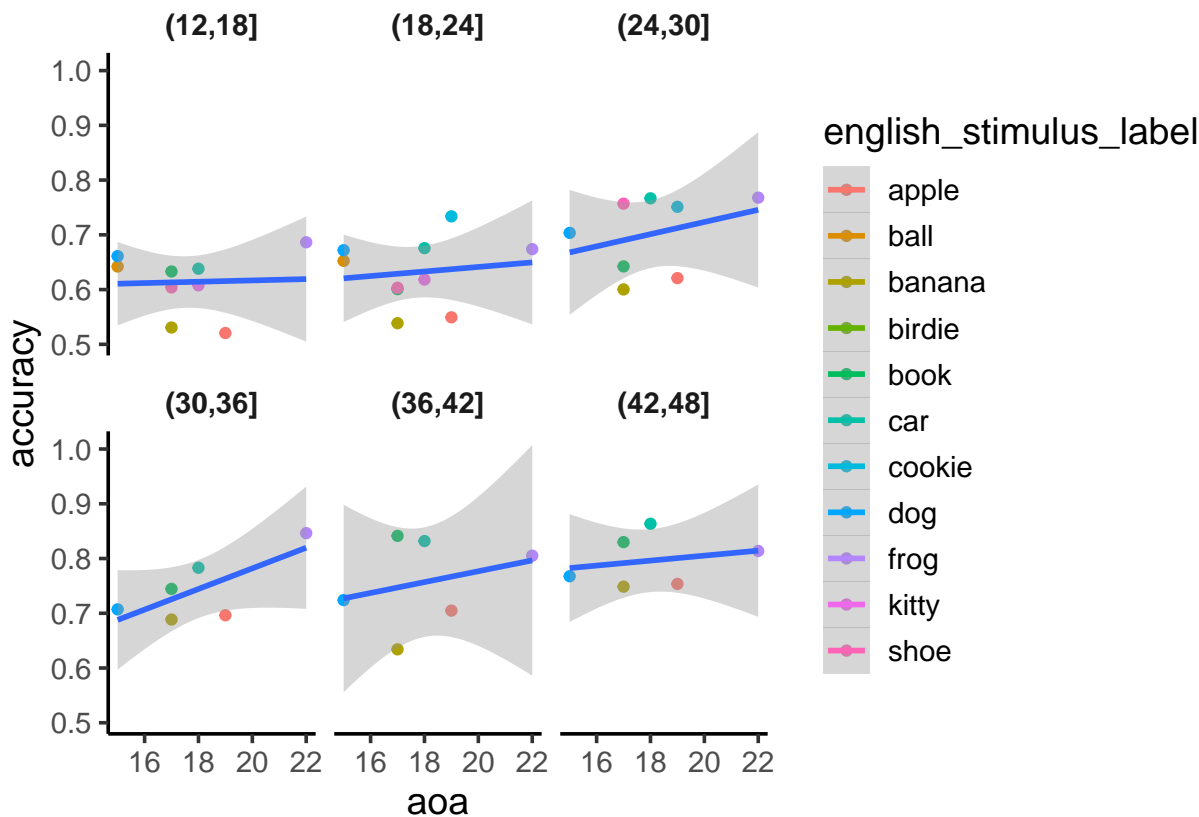 (12,18] (18,24] (24,30]
1.0
0.9
0.8
0.7
0.6
0.5
(30,36] (36,42] (42,48]
1.0
0.9
0.8
0.7
0.6
0.5
16 18 20 22 16 18 20 22 16 18 20 22
aoa
accuracy
english_stimulus_label
apple
ball
banana
birdie
book
car
cookie
dog
frog
kitty
shoe